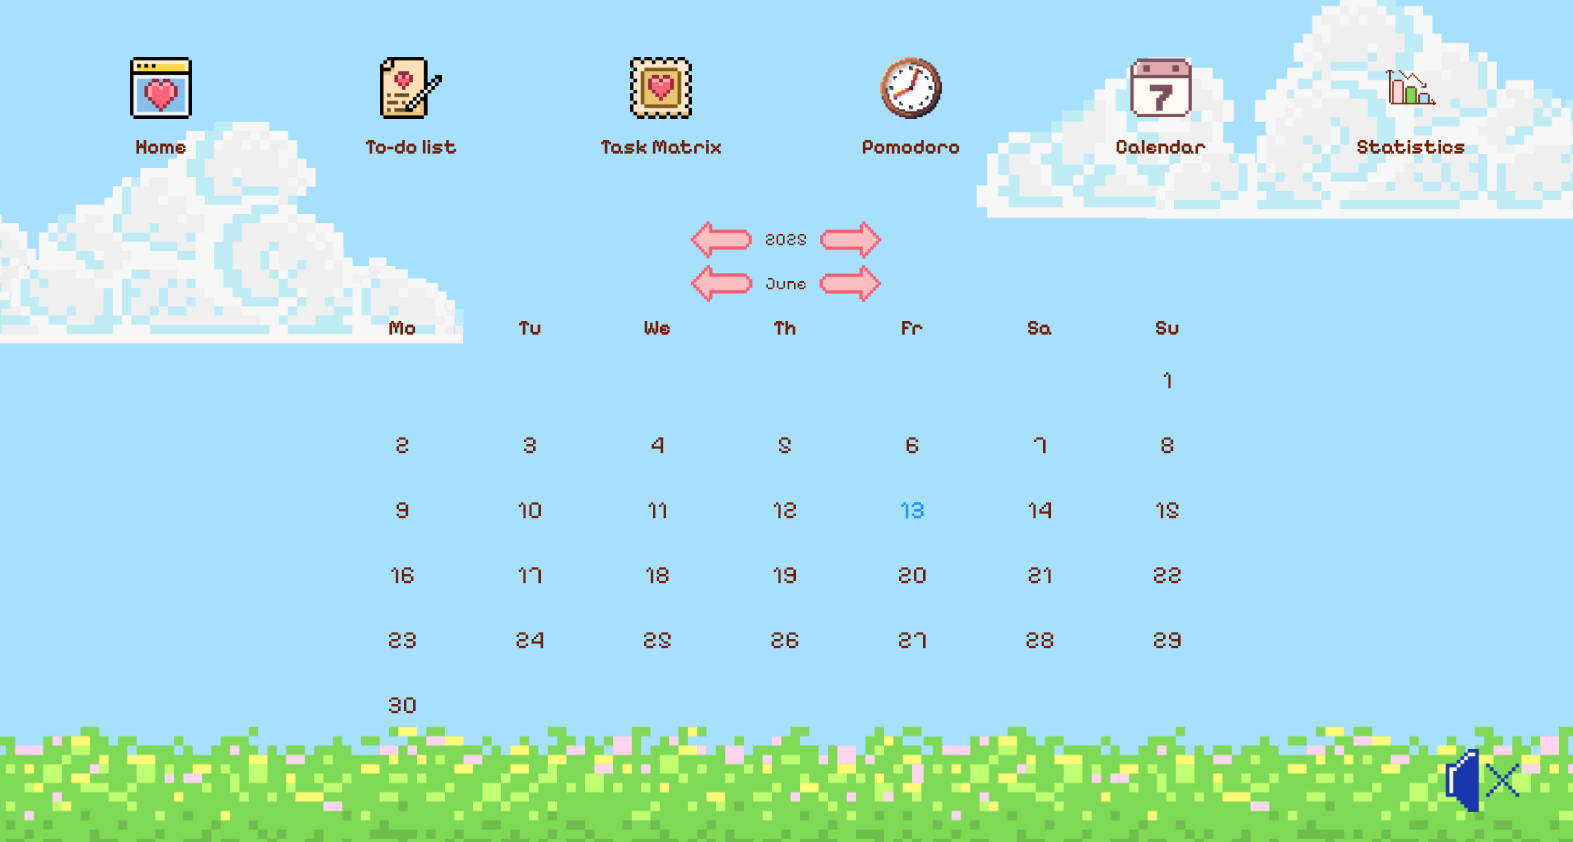 Home To-do list Task Matrix Pomodoro Calendar Statistics
2025
June
Mo Tu We Th Fr Sa Su
1
2 3 4 5 6 7 8
9 10 11 12 13 14 15
16 17 18 19 20 21 22
23 24 25 26 27 28 29
30
7